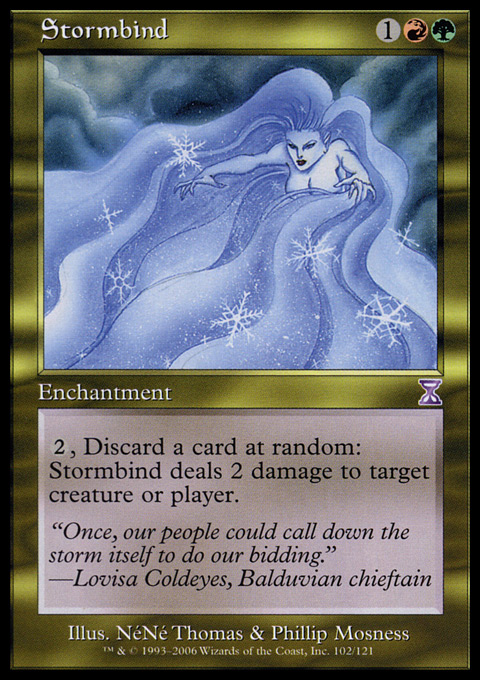 Stormbind 1
Enchantment
2, Discard a card at random:
Stormbind deals 2 damage to target
creature or player.
“Once, our people could call down the
storm itself to do our bidding.”
—Lovisa Coldeyes, Balduvian chieftain
Illus. NéNé Thomas & Phillip Mosness
™ & © 1993–2006 Wizards of the Coast, Inc. 102/121